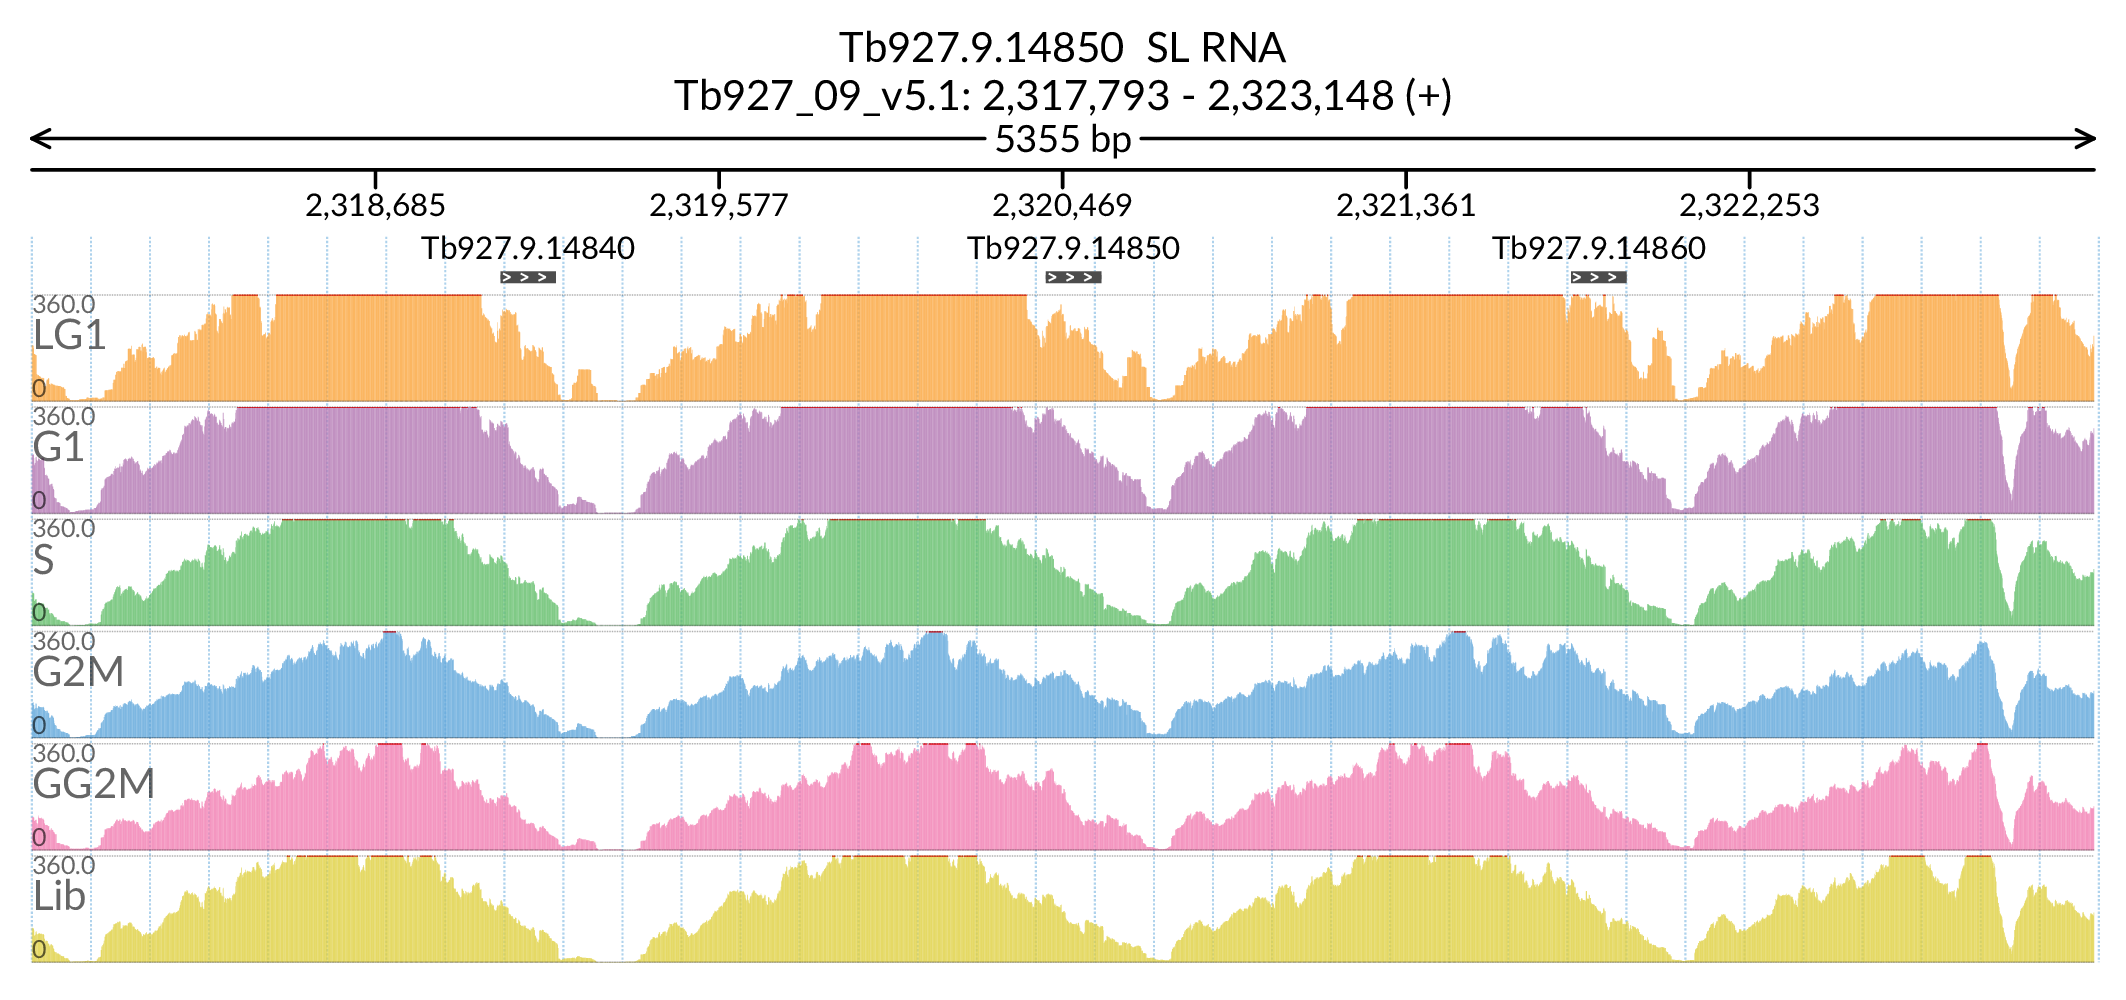 Tb927.9.14850 SL RNA
Tb927_09_v5.1: 2,317,793 - 2,323,148 (+)
5355 bp
2,318,685 2,319,577 2,320,469 2,321,361 2,322,253
Tb927.9.14840 Tb927.9.14850 Tb927.9.14860
360.0
LG1
0
360.0
G1
0
360.0
S
0
360.0
G2M
0
360.0
GG2M
0
360.0
Lib
0